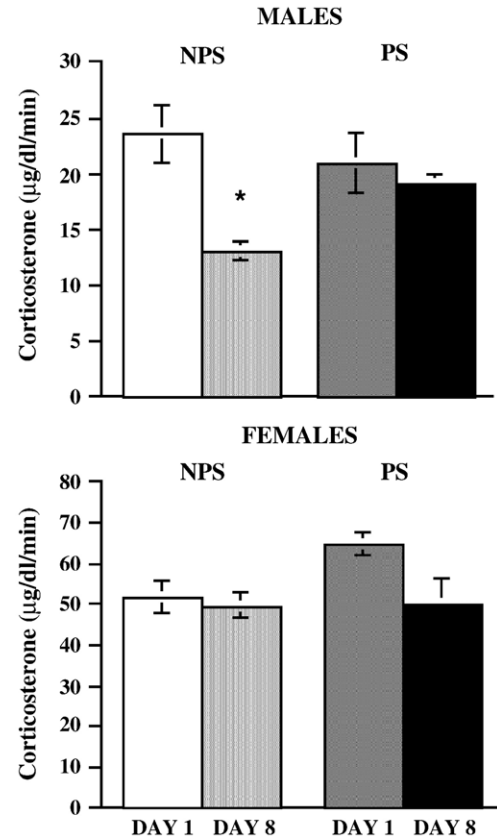 MALES
NPS PS
Corticosterone (µg/dl/min)
30
25
20
15
10
5
0
*
FEMALES
NPS PS
Corticosterone (µg/dl/min)
80
70
60
50
40
30
20
10
0
DAY 1 DAY 8 DAY 1 DAY 8